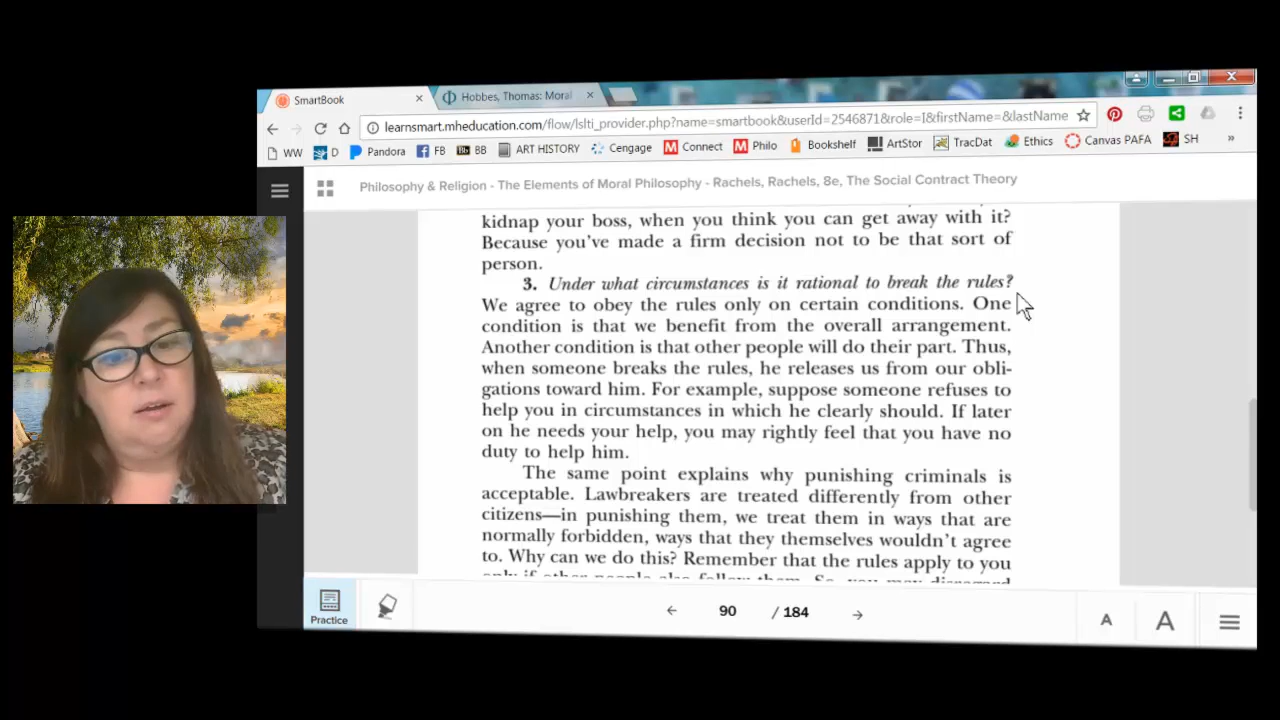 SmartBook
Hobbes, Thomas: Moral
learnsmart.mheducation.com/flow/lslti_provider.php?name=smartbook&userId=2546871&role=I&firstName=&lastName
WW D Pandora FB BB ART HISTORY Cengage Connect Philo Bookshelf ArtStor TracDat Ethics Canvas PAFA SH »
Philosophy & Religion - The Elements of Moral Philosophy - Rachels, Rachels, 8e, The Social Contract Theory
kidnap your boss, when you think you can get away with it?
Because you've made a firm decision not to be that sort of
person.
3. Under what circumstances is it rational to break the rules?
We agree to obey the rules only on certain conditions. One
condition is that we benefit from the overall arrangement.
Another condition is that other people will do their part. Thus,
when someone breaks the rules, he releases us from our obli-
gations toward him. For example, suppose someone refuses to
help you in circumstances in which he clearly should. If later
on he needs your help, you may rightly feel that you have no
duty to help him.
The same point explains why punishing criminals is
acceptable. Lawbreakers are treated differently from other
citizens—in punishing them, we treat them in ways that are
normally forbidden, ways that they themselves wouldn't agree
to. Why can we do this? Remember that the rules apply to you
only if other people also follow them. So, you may disregard
Practice
90 / 184
A A